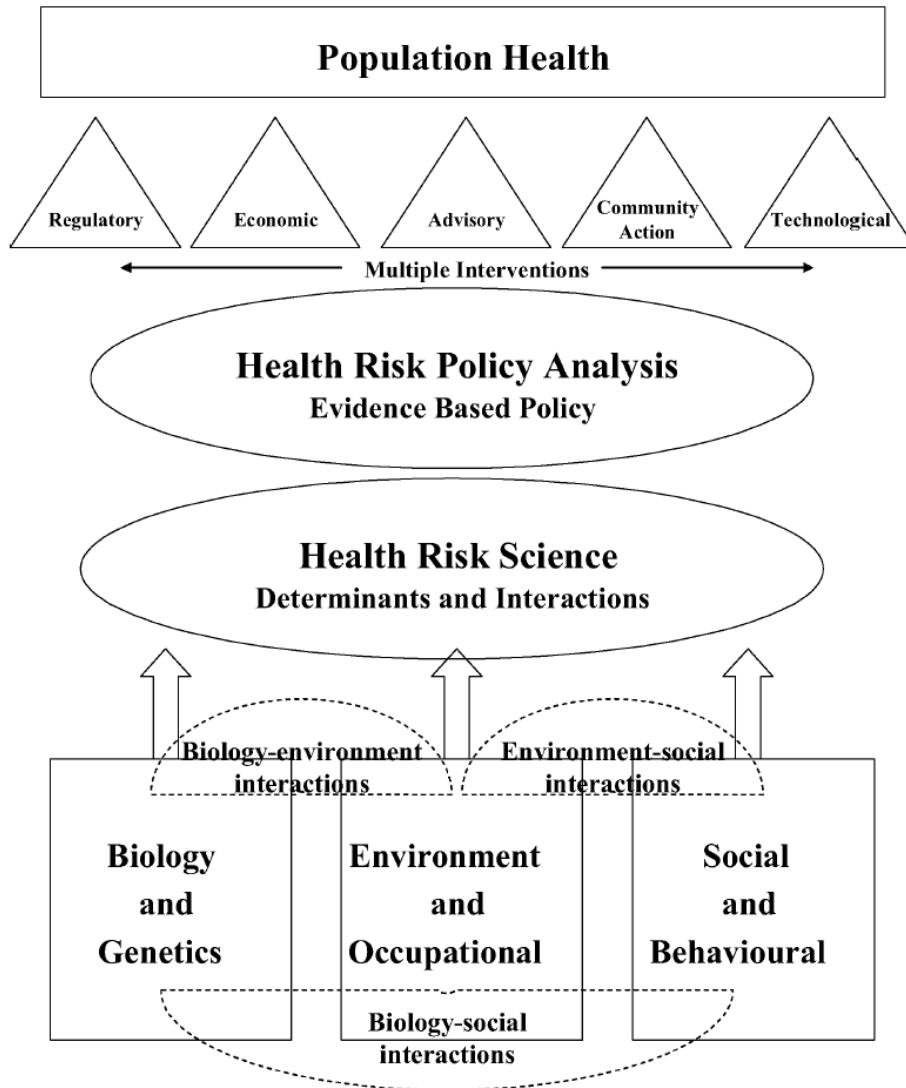 Population Health
Regulatory
Economic
Advisory
Community
Action
Technological
Multiple Interventions
Health Risk Policy Analysis
Evidence Based Policy
Health Risk Science
Determinants and Interactions
Biology-environment
interactions
Environment-social
interactions
Biology
and
Genetics
Environment
and
Occupational
Social
and
Behavioural
Biology-social
interactions